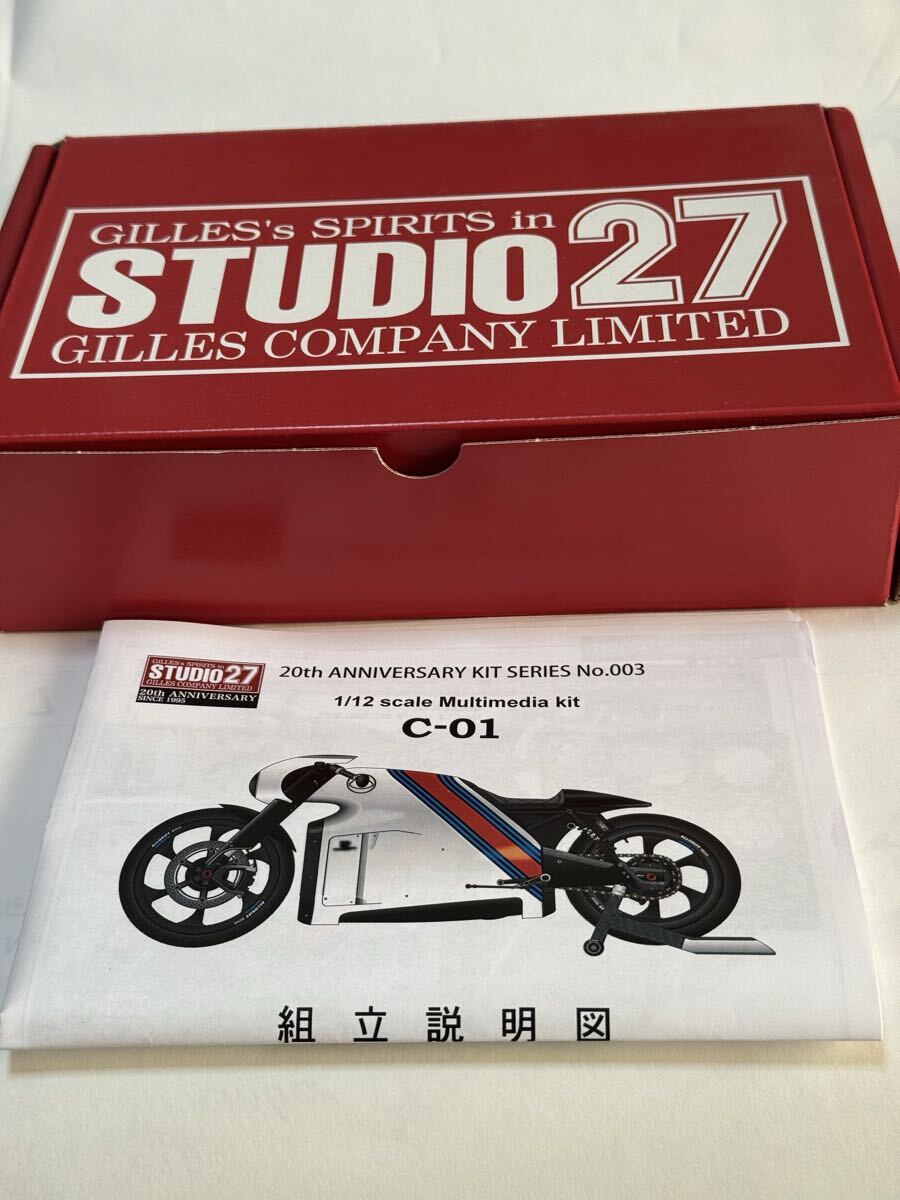 GILLES's SPIRITS in
STUDIO27
GILLES COMPANY LIMITED
GILLES's SPIRITS in
STUDIO27
GILLES COMPANY LIMITED
20th ANNIVERSARY
SINCE 1995
20th ANNIVERSARY KIT SERIES No.003
1/12 scale Multimedia kit
C-01
組立説明図